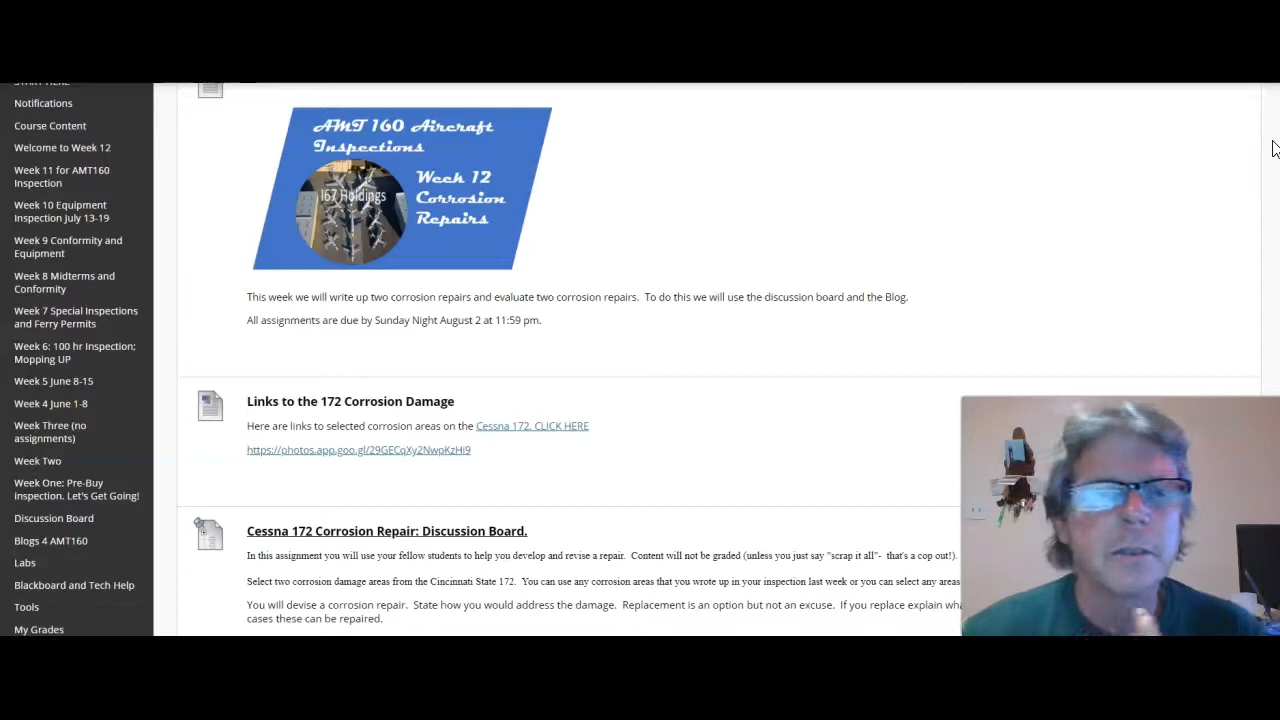 Notifications
Course Content
Welcome to Week 12
Week 11 for AMT160
Inspection
Week 10 Equipment
Inspection July 13-19
Week 9 Conformity and
Equipment
Week 8 Midterms and
Conformity
Week 7 Special Inspections
and Ferry Permits
Week 6: 100 hr Inspection;
Mopping UP
Week 5 June 8-15
Week 4 June 1-8
Week Three (no
assignments)
Week Two
Week One: Pre-Buy
inspection. Let's Get Going!
Discussion Board
Blogs 4 AMT160
Labs
Blackboard and Tech Help
Tools
My Grades
AMT 160 Aircraft
Inspections
I67 Holdings
Week 12
Corrosion
Repairs
This week we will write up two corrosion repairs and evaluate two corrosion repairs. To do this we will use the discussion board and the Blog.
All assignments are due by Sunday Night August 2 at 11:59 pm.
Links to the 172 Corrosion Damage
Here are links to selected corrosion areas on the Cessna 172, CLICK HERE
https://photos.app.goo.gl/29GECqXy2NwpKzHi9
Cessna 172 Corrosion Repair: Discussion Board.
In this assignment you will use your fellow students to help you develop and revise a repair. Content will not be graded (unless you just say "scrap it all"- that's a cop out!).
Select two corrosion damage areas from the Cincinnati State 172. You can use any corrosion areas that you wrote up in your inspection last week or you can select any areas
You will devise a corrosion repair. State how you would address the damage. Replacement is an option but not an excuse. If you replace explain
cases these can be repaired.